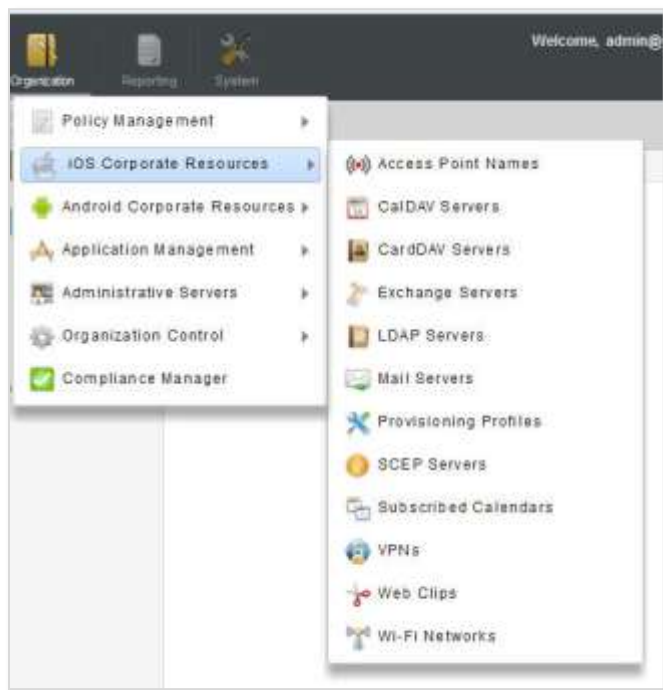 Welcome, admin@
Organization
Reporting
System
Policy Management
iOS Corporate Resources
Android Corporate Resources
Application Management
Administrative Servers
Organization Control
Compliance Manager
Access Point Names
CalDAV Servers
CardDAV Servers
Exchange Servers
LDAP Servers
Mail Servers
Provisioning Profiles
SCEP Servers
Subscribed Calendars
VPNs
Web Clips
Wi-Fi Networks